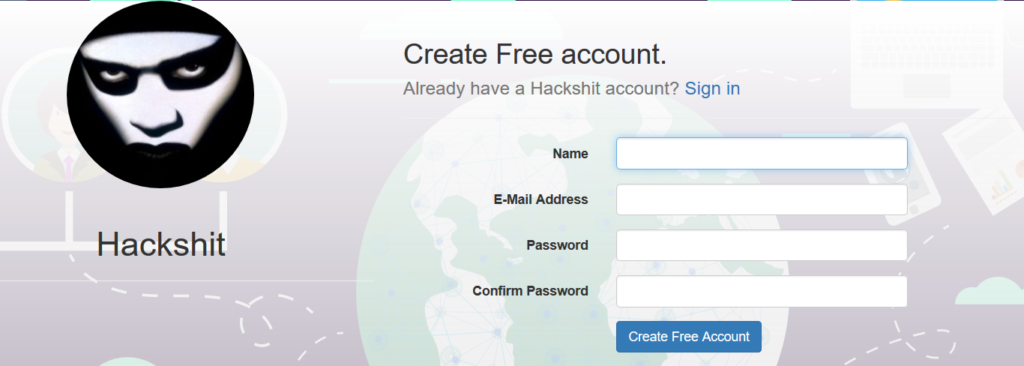 Create Free account.
Already have a Hackshit account? Sign in
Name
E-Mail Address
Hackshit
Password
Confirm Password
Create Free Account